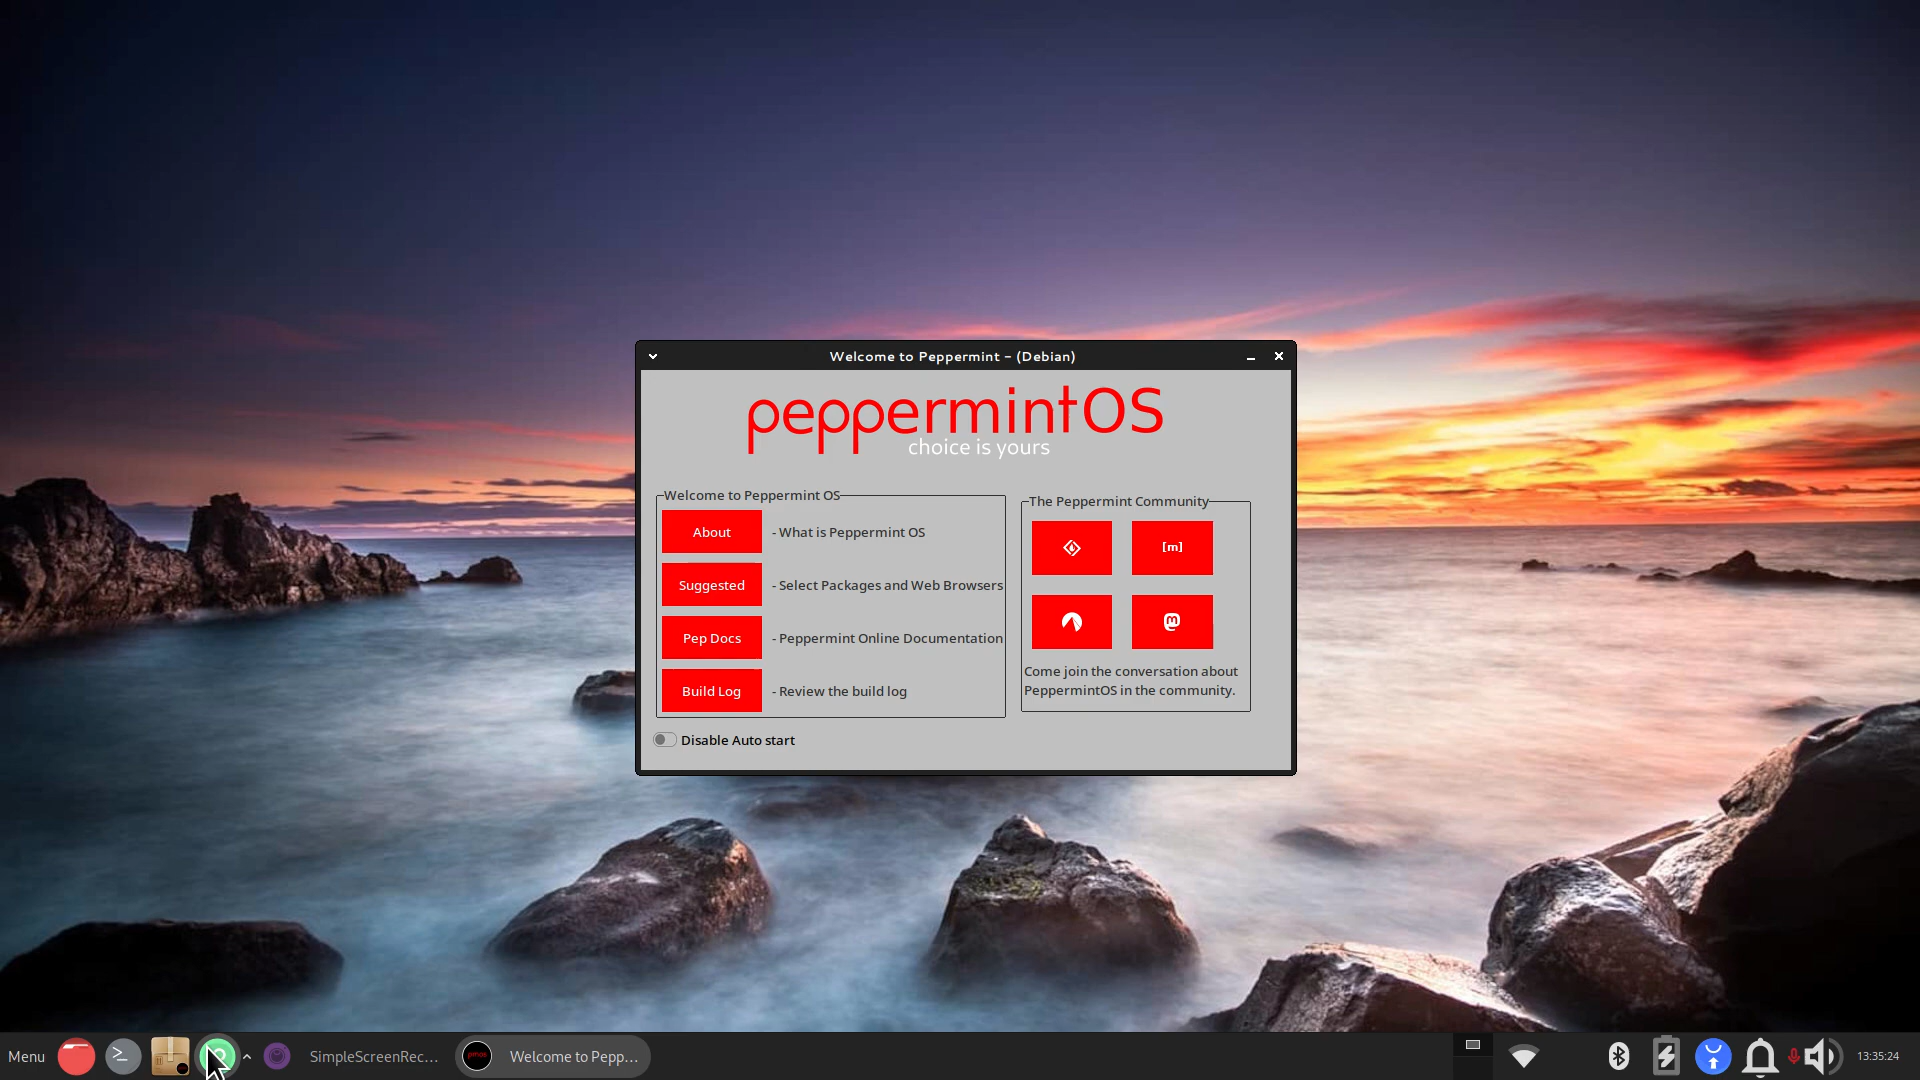 Welcome to Peppermint - (Debian)
peppermintOS
choice is yours
Welcome to Peppermint OS
About - What is Peppermint OS
Suggested - Select Packages and Web Browsers
Pep Docs - Peppermint Online Documentation
Build Log - Review the build log
The Peppermint Community
[m]
Come join the conversation about
PeppermintOS in the community.
Disable Auto start
Menu SimpleScreenRec... Welcome to Pepp... 13:35:24